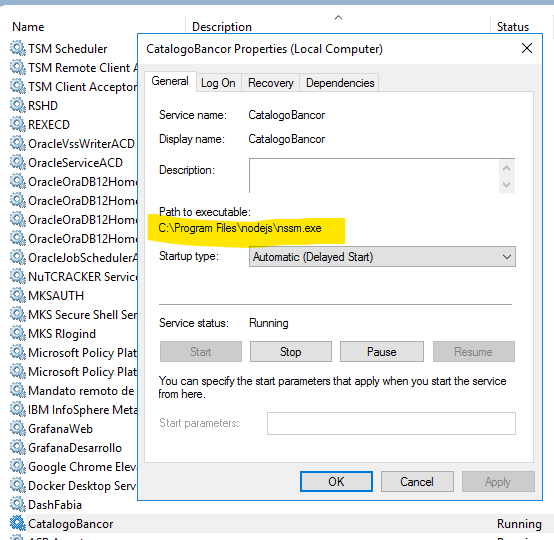 Name Description Status
TSM Scheduler
TSM Remote Client A
TSM Client Acceptor
RSHD
REXECD
OracleVssWriterACD
OracleServiceACD
OracleOraDB12Home
OracleOraDB12Home
OracleOraDB12Home
OracleOraDB12Home
OracleJobSchedulerA
NuTCRACKER Service
MKSAUTH
MKS Secure Shell Ser
MKS Rlogind
Microsoft Policy Plat
Microsoft Policy Plat
Mandato remoto de
IBM InfoSphere Meta
GrafanaWeb
GrafanaDesarrollo
Google Chrome Elev
Docker Desktop Serv
DashFabia
CatalogoBancor Running
Running
CatalogoBancor Properties (Local Computer)
General Log On Recovery Dependencies
Service name: CatalogoBancor
Display name: CatalogoBancor
Description:
Path to executable:
C:\Program Files\nodejs\nssm.exe
Startup type: Automatic (Delayed Start)
Service status: Running
Start Stop Pause Resume
You can specify the start parameters that apply when you start the service
from here.
Start parameters:
OK Cancel Apply